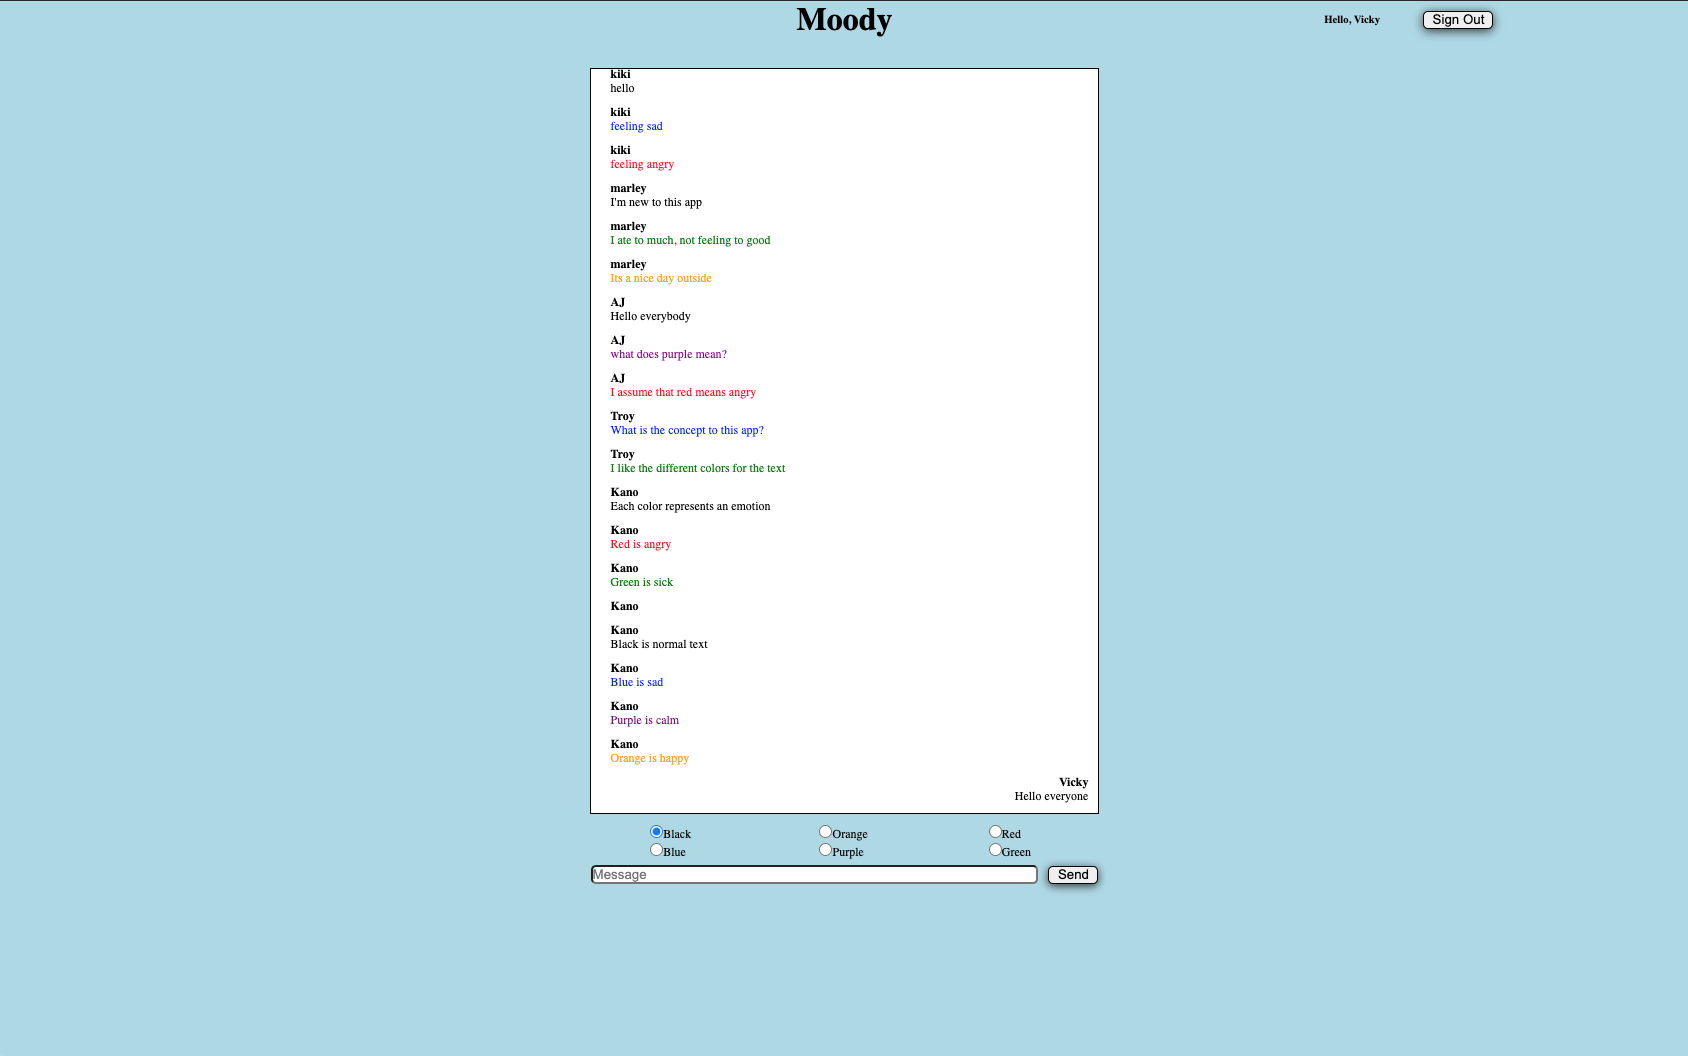 Moody
Hello, Vicky
Sign Out
kiki
hello
kiki
feeling sad
kiki
feeling angry
marley
I'm new to this app
marley
I ate to much, not feeling to good
marley
Its a nice day outside
AJ
Hello everybody
AJ
what does purple mean?
AJ
I assume that red means angry
Troy
What is the concept to this app?
Troy
I like the different colors for the text
Kano
Each color represents an emotion
Kano
Red is angry
Kano
Green is sick
Kano
Kano
Black is normal text
Kano
Blue is sad
Kano
Purple is calm
Kano
Orange is happy
Vicky
Hello everyone
Black Orange Red
Blue Purple Green
Message Send